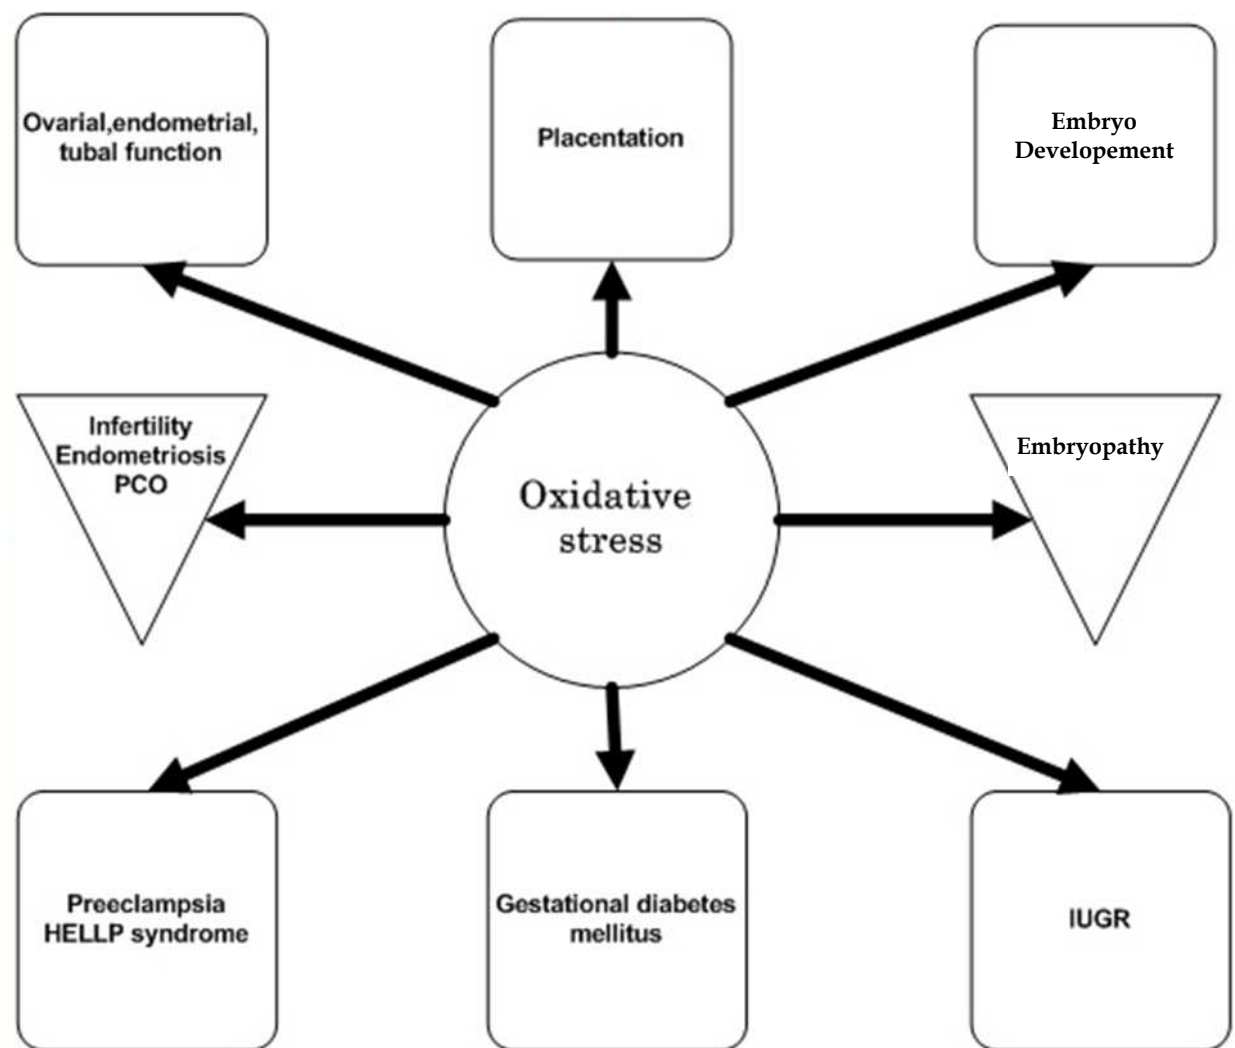 Ovarial,endometrial,
tubal function
Placentation
Embryo
Developement
Infertility
Endometriosis
PCO
Oxidative
stress
Embryopathy
Preeclampsia
HELLP syndrome
Gestational diabetes
mellitus
IUGR